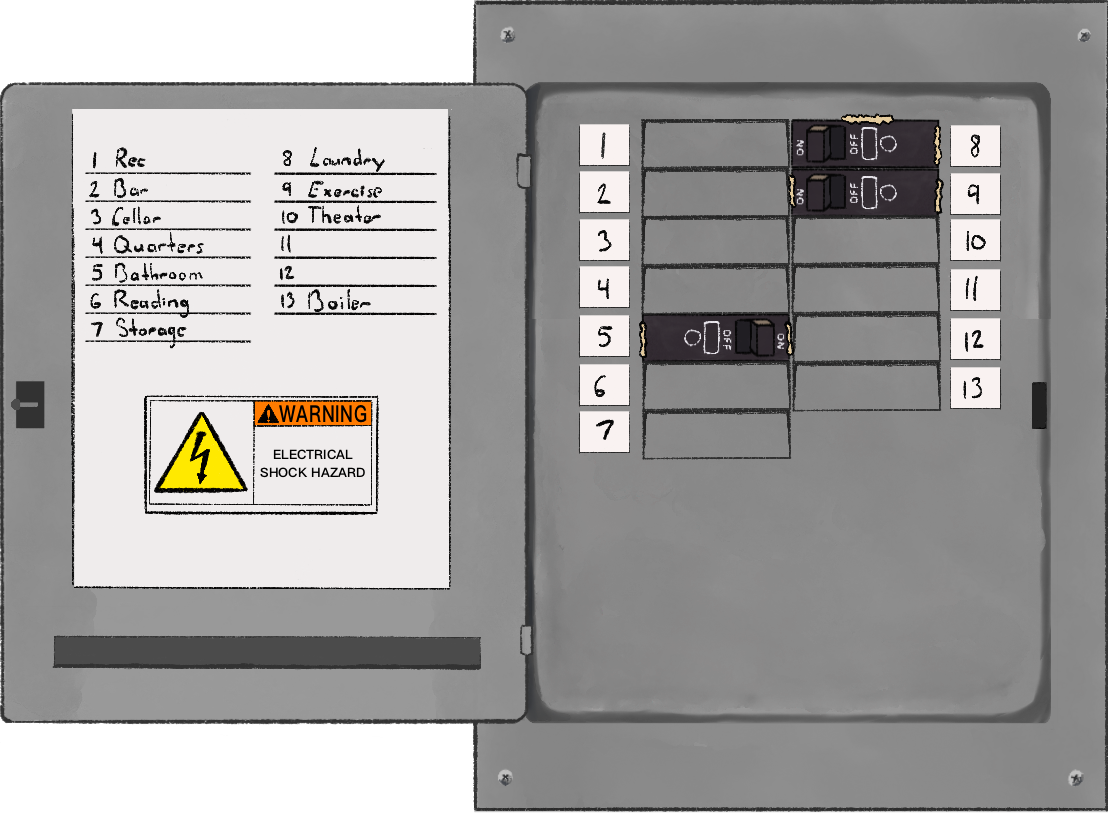 1 Rec
2 Bar
3 Cellar
4 Quarters
5 Bathroom
6 Reading
7 Storage
8 Laundry
9 Exercise
10 Theater
11
12
13 Boiler
WARNING
ELECTRICAL
SHOCK HAZARD
1
2
3
4
5
OFF
ON
6
7
ON
OFF
8
ON
OFF
9
10
11
12
13